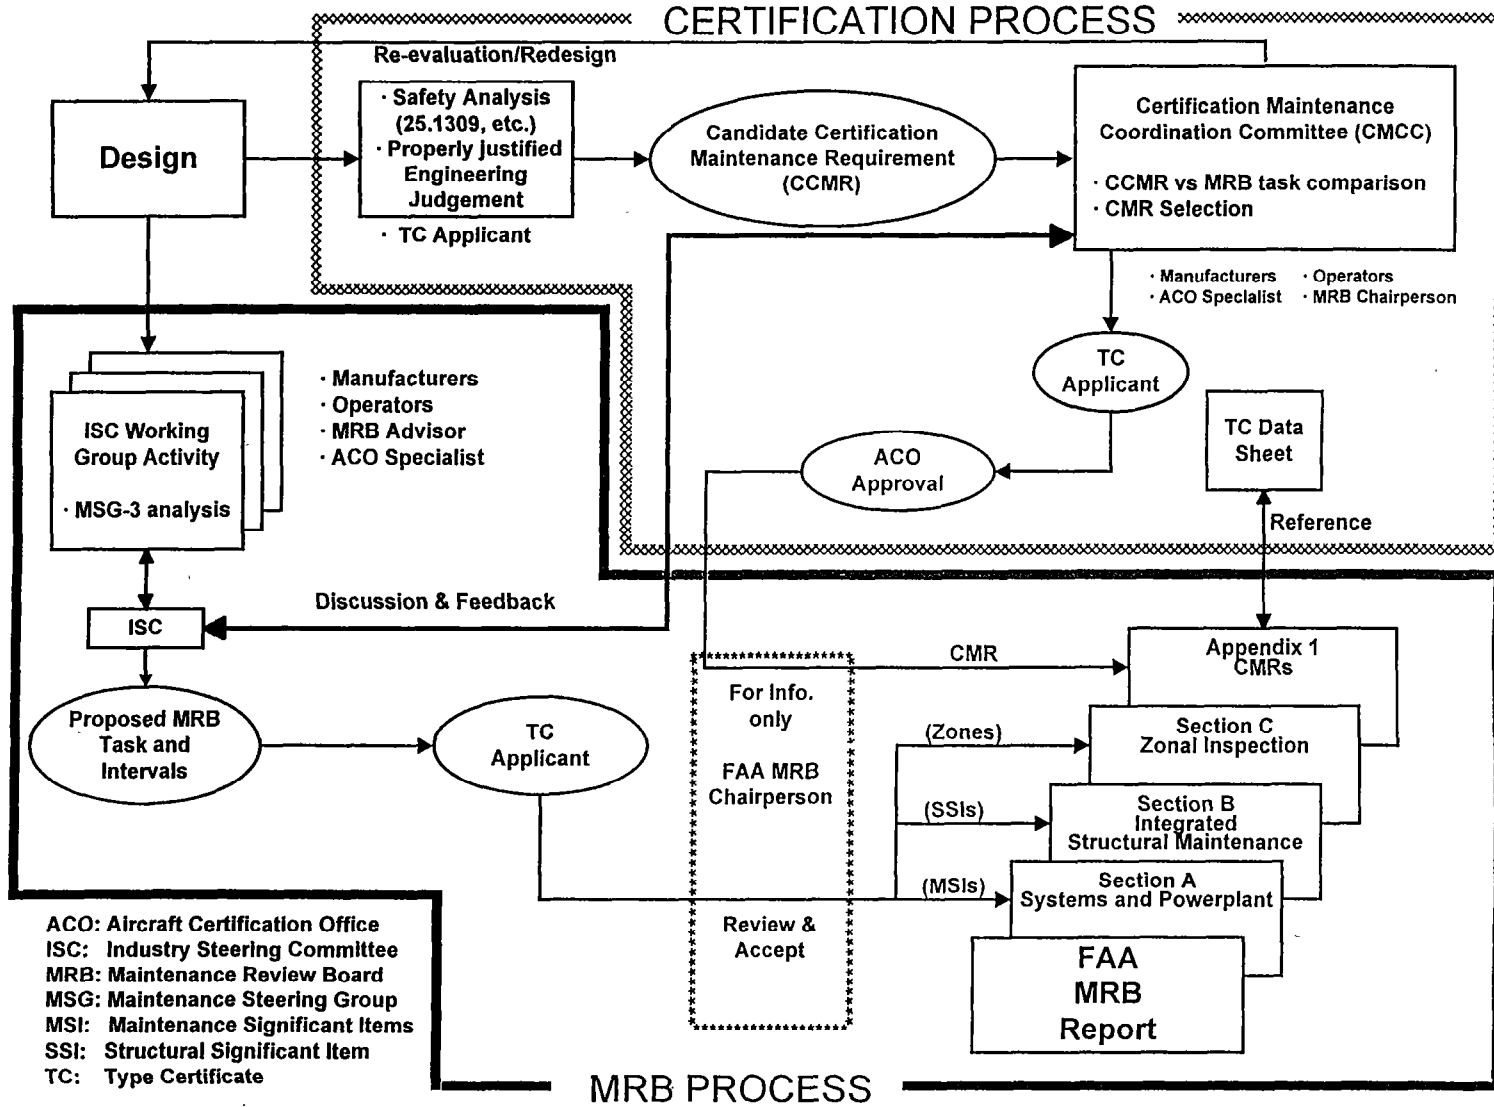 CERTIFICATION PROCESS
Re-evaluation/Redesign
Design
· Safety Analysis
(25.1309, etc.)
· Properly justified
Engineering
Judgement
· TC Applicant
Candidate Certification
Maintenance Requirement
(CCMR)
Certification Maintenance
Coordination Committee (CMCC)
· CCMR vs MRB task comparison
· CMR Selection
· Manufacturers · Operators
· ACO Specialist · MRB Chairperson
TC
Applicant
ACO
Approval
TC Data
Sheet
Reference
ISC Working
Group Activity
· MSG-3 analysis
· Manufacturers
· Operators
· MRB Advisor
· ACO Specialist
ISC
Discussion & Feedback
Proposed MRB
Task and
Intervals
TC
Applicant
For Info.
only
FAA MRB
Chairperson
Review &
Accept
CMR
(Zones)
(SSIs)
(MSIs)
Appendix 1
CMRs
Section C
Zonal Inspection
Section B
Integrated
Structural Maintenance
Section A
Systems and Powerplant
FAA
MRB
Report
ACO: Aircraft Certification Office
ISC: Industry Steering Committee
MRB: Maintenance Review Board
MSG: Maintenance Steering Group
MSI: Maintenance Significant Items
SSI: Structural Significant Item
TC: Type Certificate
MRB PROCESS